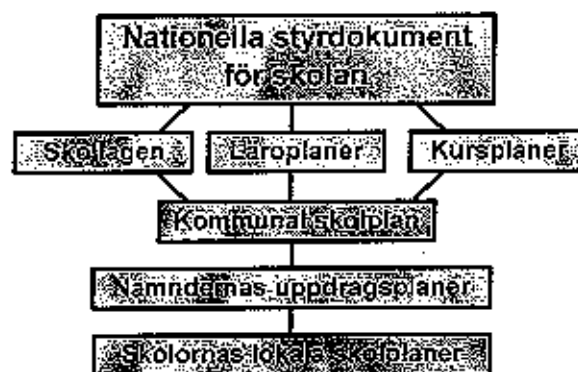 Nationella styrdokument
för skolan
Skollagen
Läroplaner
Kursplaner
Kommunal skolplan
Nämndernas uppdragsplaner
Skolornas lokala skolplaner